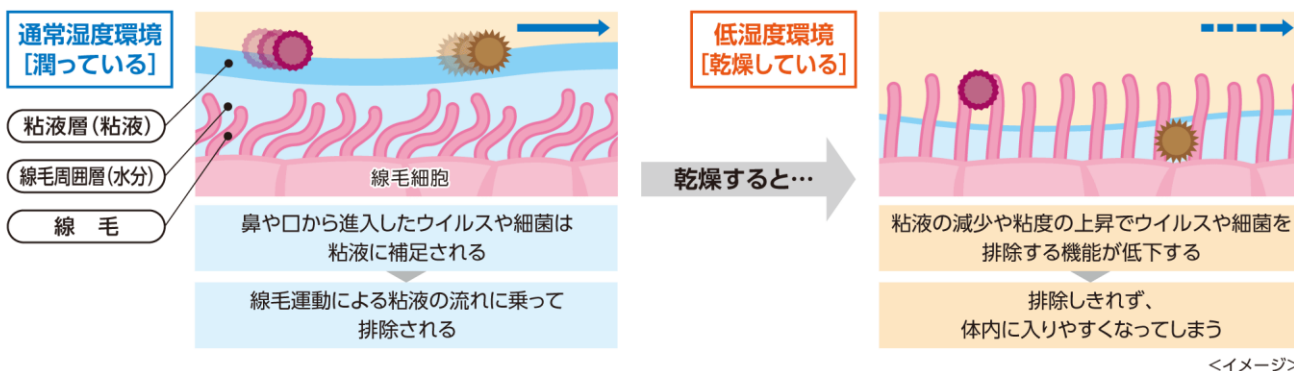 通常湿度環境
[潤っている]
粘液層(粘液)
線毛周囲層(水分)
線 毛
線毛細胞
鼻や口から進入したウイルスや細菌は
粘液に補足される
線毛運動による粘液の流れに乗って
排除される
乾燥すると…
低湿度環境
[乾燥している]
粘液の減少や粘度の上昇でウイルスや細菌を
排除する機能が低下する
排除しきれず、
体内に入りやすくなってしまう
<イメージ>